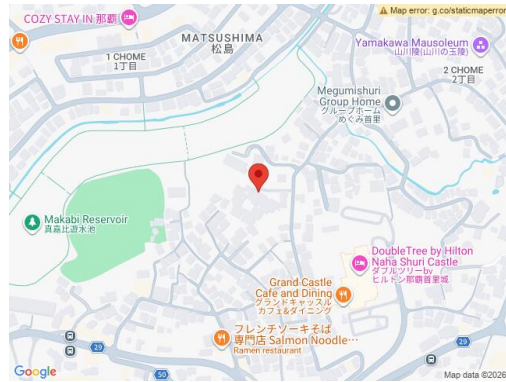 COZY STAY IN 那覇
Map error: g.co/staticmaperror
MATSUSHIMA
松島
Yamakawa Mausoleum
山川陵(山川の玉陵)
1 CHOME
1丁目
2 CHOME
2丁目
Megumishuri
Group Home
グループホーム
めぐみ首里
Makabi Reservoir
真嘉比遊水池
DoubleTree by Hilton
Naha Shuri Castle
ダブルツリーby
ヒルトン那覇首里城
Grand Castle
Cafe and Dining
グランドキャッスル
カフェ&ダイニング
フレンチソーキそば
専門店 Salmon Noodle…
Ramen restaurant
29
29
50
Google
Map data ©2026